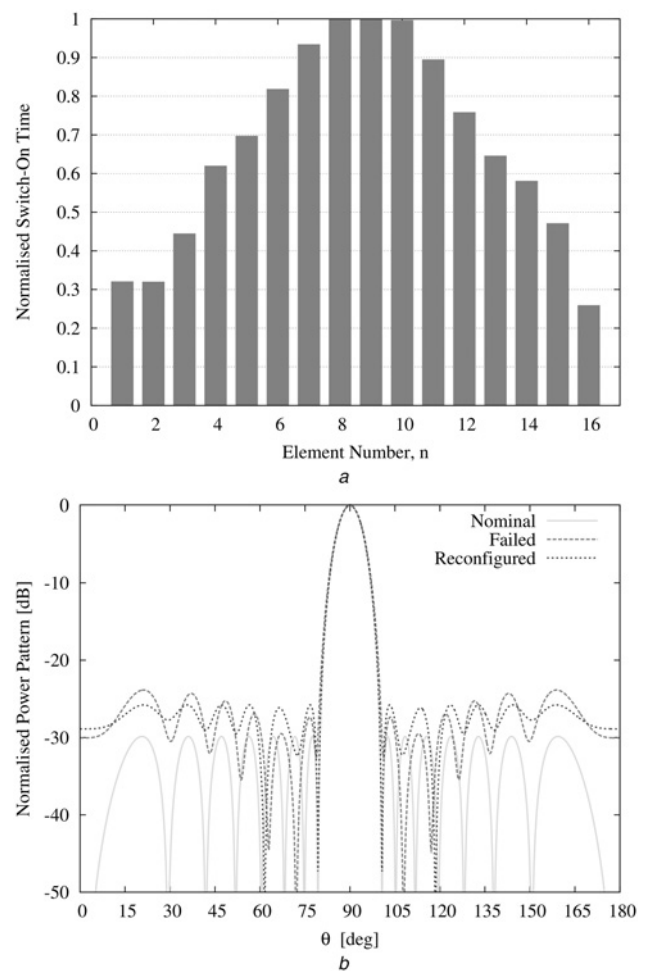 1
0.9
0.8
0.7
0.6
0.5
0.4
0.3
0.2
0.1
0
Normalised Switch-On Time
0 2 4 6 8 10 12 14 16
Element Number, n
a
0
-10
-20
-30
-40
-50
Normalised Power Pattern [dB]
Nominal
Failed
Reconfigured
0 15 30 45 60 75 90 105 120 135 150 165 180
θ [deg]
b